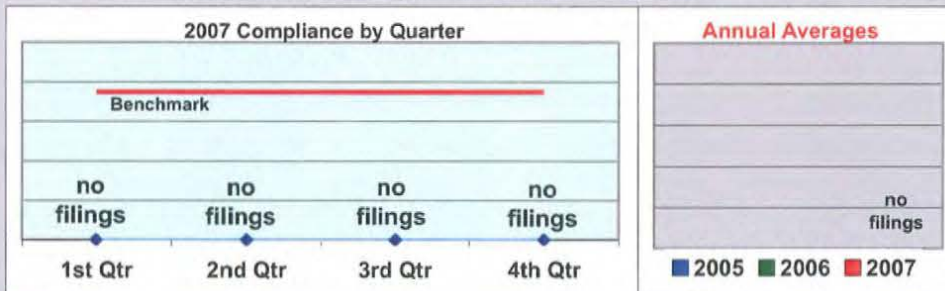 2007 Compliance by Quarter
Benchmark
no filings
no filings
no filings
no filings
1st Qtr
2nd Qtr
3rd Qtr
4th Qtr
Annual Averages
no
filings
2005 2006 2007